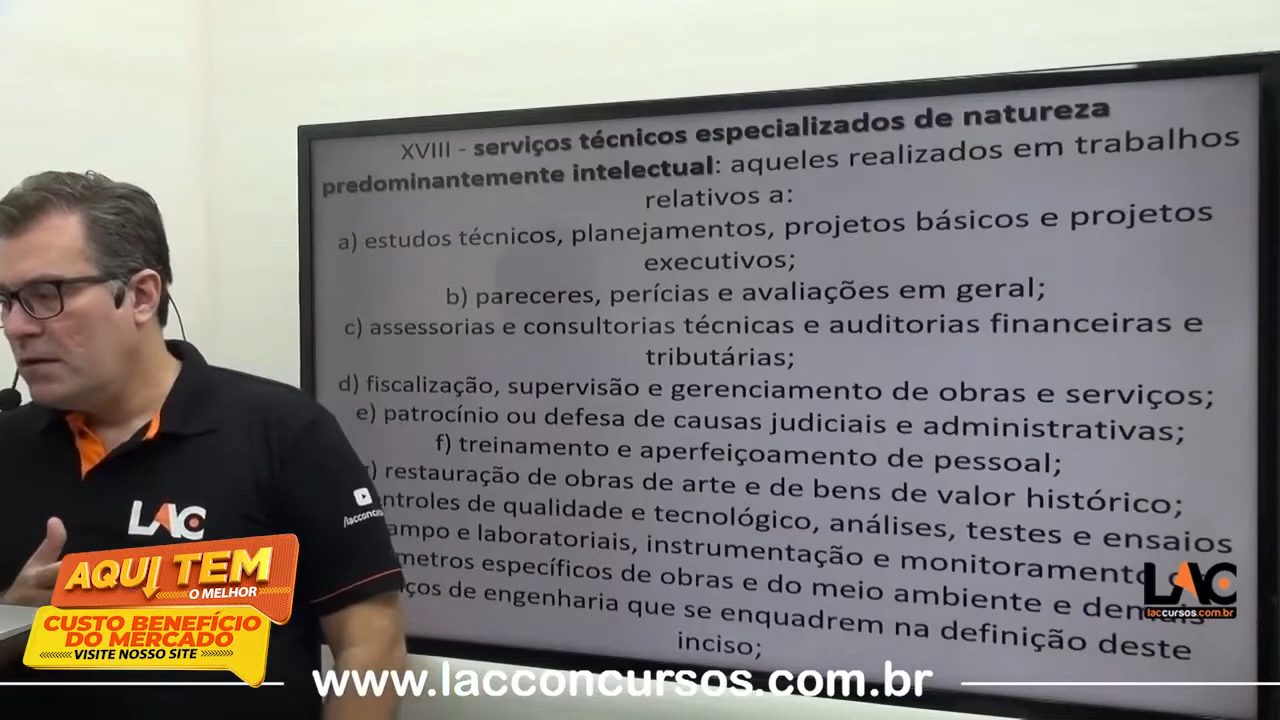 XVIII - serviços técnicos especializados de natureza
predominantemente intelectual: aqueles realizados em trabalhos
relativos a:
a) estudos técnicos, planejamentos, projetos básicos e projetos
executivos;
b) pareceres, perícias e avaliações em geral;
c) assessorias e consultorias técnicas e auditorias financeiras e
tributárias;
d) fiscalização, supervisão e gerenciamento de obras e serviços;
e) patrocínio ou defesa de causas judiciais e administrativas;
f) treinamento e aperfeiçoamento de pessoal;
) restauração de obras de arte e de bens de valor histórico;
ntroles de qualidade e tecnológico, análises, testes e ensaios
ampo e laboratoriais, instrumentação e monitoramento
metros específicos de obras e do meio ambiente e demais
ços de engenharia que se enquadrem na definição deste
inciso;
LAC
/lacconcur
AQUI TEM
O MELHOR
CUSTO BENEFÍCIO
DO MERCADO
VISITE NOSSO SITE
LAC
laccursos.com.br
www.lacconcursos.com.br